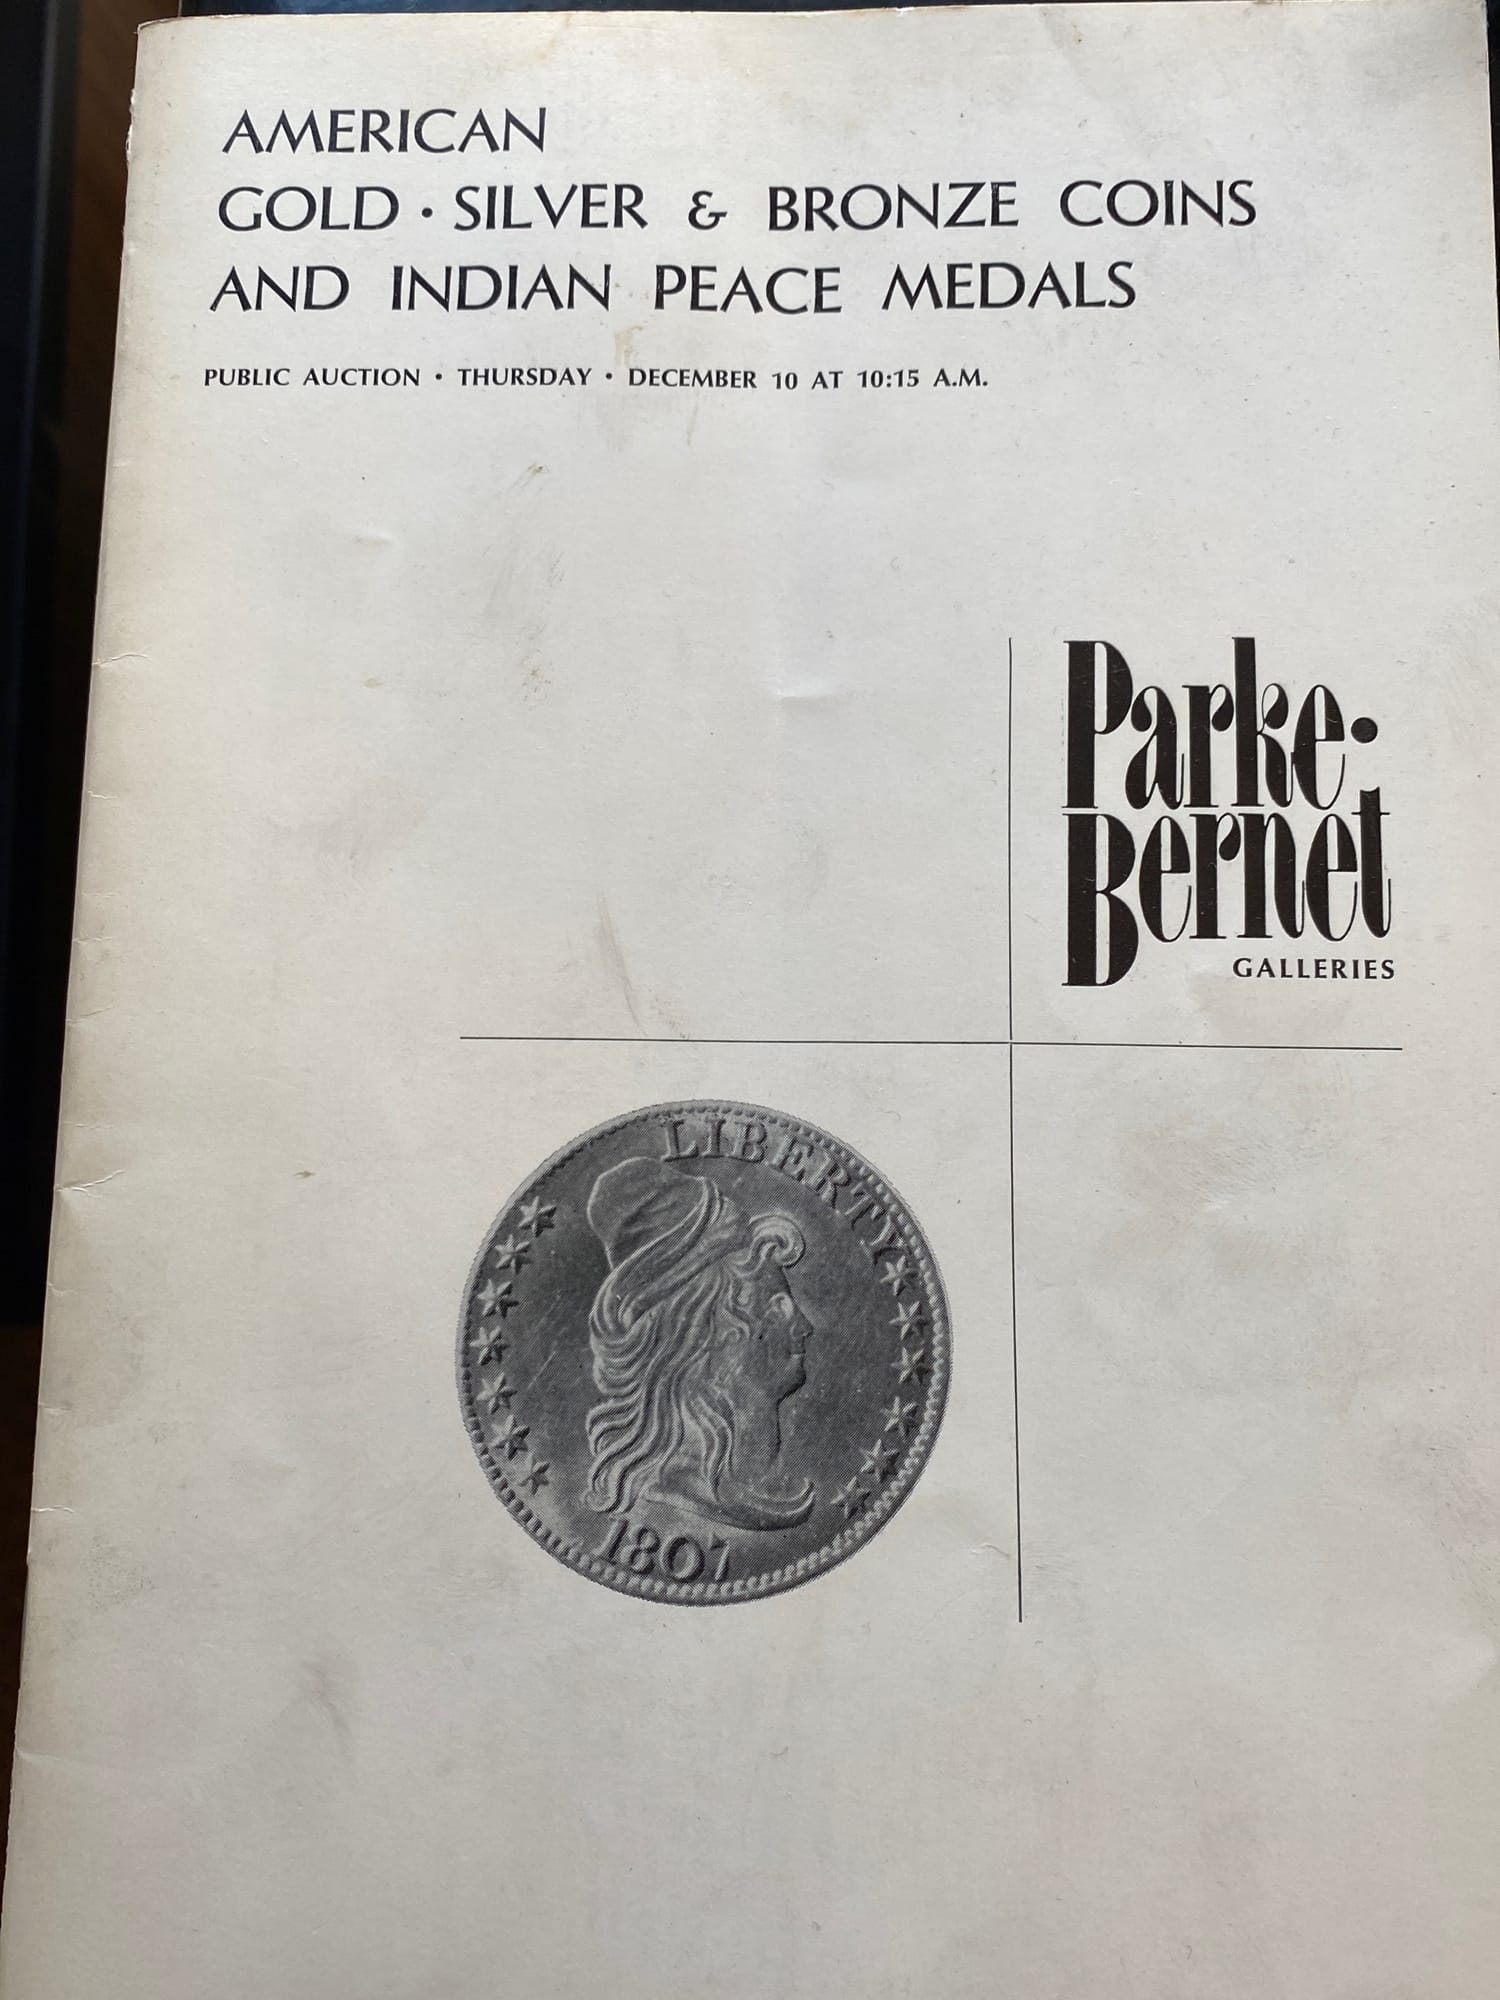 AMERICAN
GOLD · SILVER & BRONZE COINS
AND INDIAN PEACE MEDALS
PUBLIC AUCTION • THURSDAY • DECEMBER 10 AT 10:15 A.M.
Parke·
Bernet
GALLERIES
LIBERTY
1807